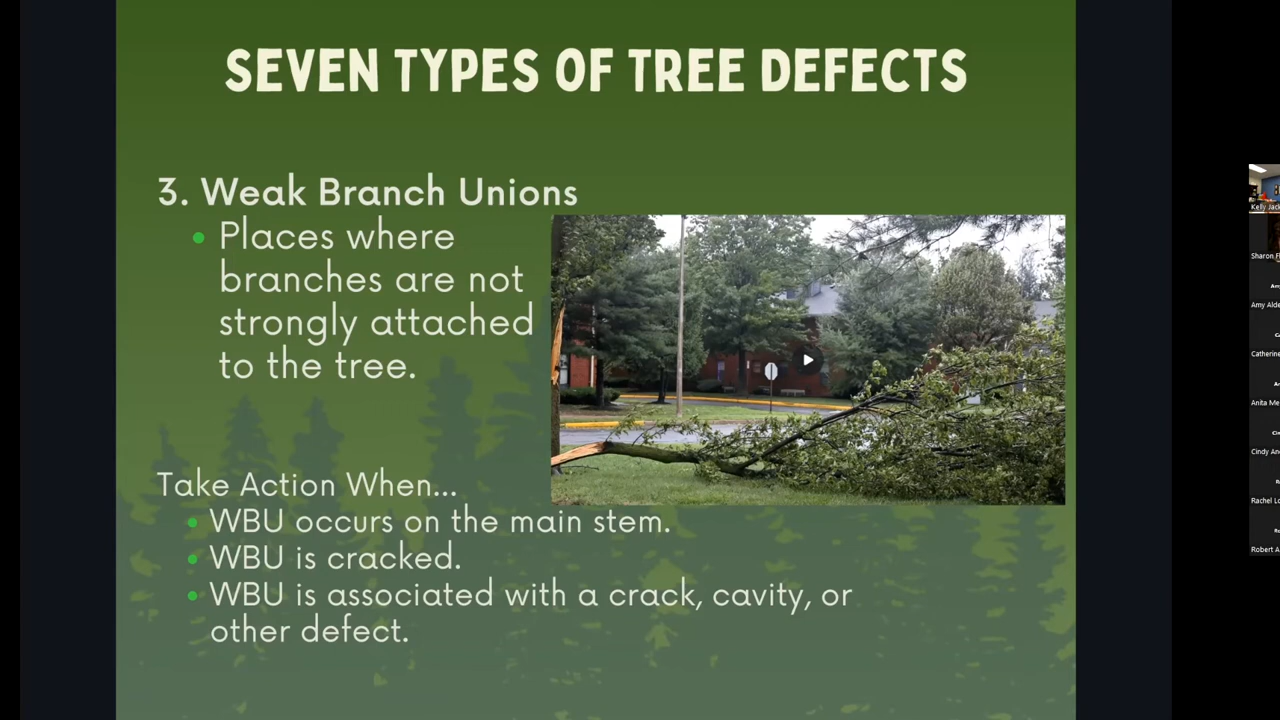 SEVEN TYPES OF TREE DEFECTS
3. Weak Branch Unions
Places where
branches are not
strongly attached
to the tree.
Take Action When...
WBU occurs on the main stem.
WBU is cracked.
WBU is associated with a crack, cavity, or
other defect.
Kelly Jack
Sharon Fl
Amy Alde
Catherine
Anita Me
Cindy An
Rachel Lo
Robert A